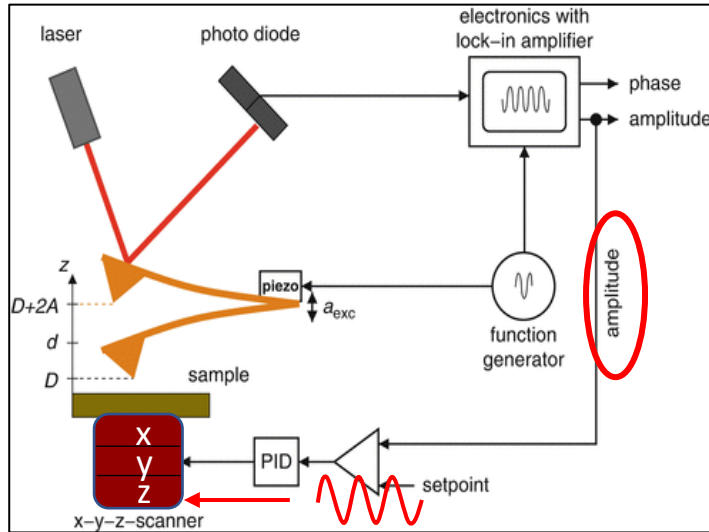 laser
photo diode
electronics with
lock-in amplifier
phase
amplitude
z
piezo
D+2A
a_exc
d
function
generator
amplitude
D
sample
x
y
z
PID
setpoint
x-y-z-scanner